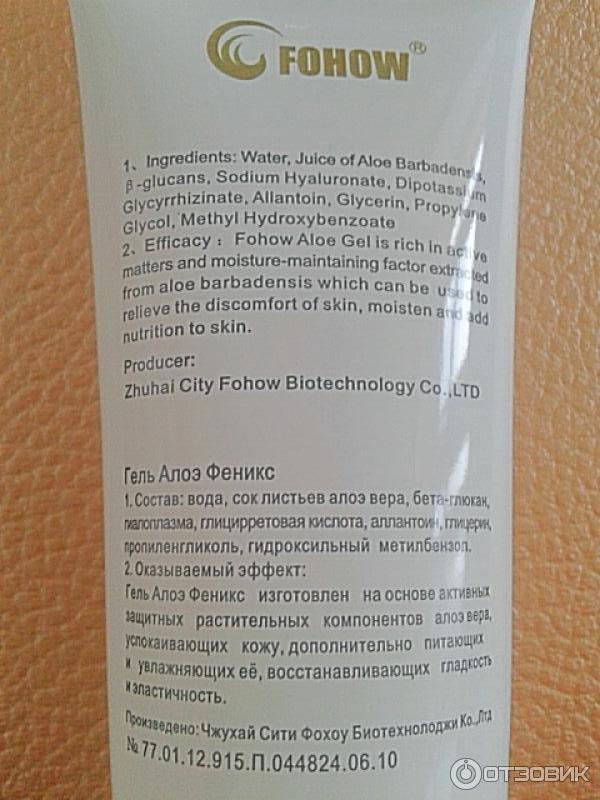 FOHOW®
1、Ingredients: Water, Juice of Aloe Barbadensis,
β-glucans, Sodium Hyaluronate, Dipotassium
Glycyrrhizinate, Allantoin, Glycerin, Propylene
Glycol, Methyl Hydroxybenzoate
2、Efficacy：Fohow Aloe Gel is rich in active
matters and moisture-maintaining factor extracted
from aloe barbadensis which can be used to
relieve the discomfort of skin, moisten and add
nutrition to skin.
Producer:
Zhuhai City Fohow Biotechnology Co.,LTD
Гель Алоэ Феникс
1. Состав: вода, сок листьев алоэ вера, бета-глюкан,
гиалоплазма, глицирретовая кислота, аллантоин, глицерин,
пропиленгликоль, гидроксильный метилбензол.
2. Оказываемый эффект:
Гель Алоэ Феникс изготовлен на основе активных
защитных растительных компонентов алоэ вера,
успокаивающих кожу, дополнительно питающих
и увлажняющих её, восстанавливающих гладкость
и эластичность.
Произведено: Чжухай Сити Фохоу Биотехнолоджи Ко.,Лтд
№ 77.01.12.915.П.044824.06.10
ОТЗОВИК